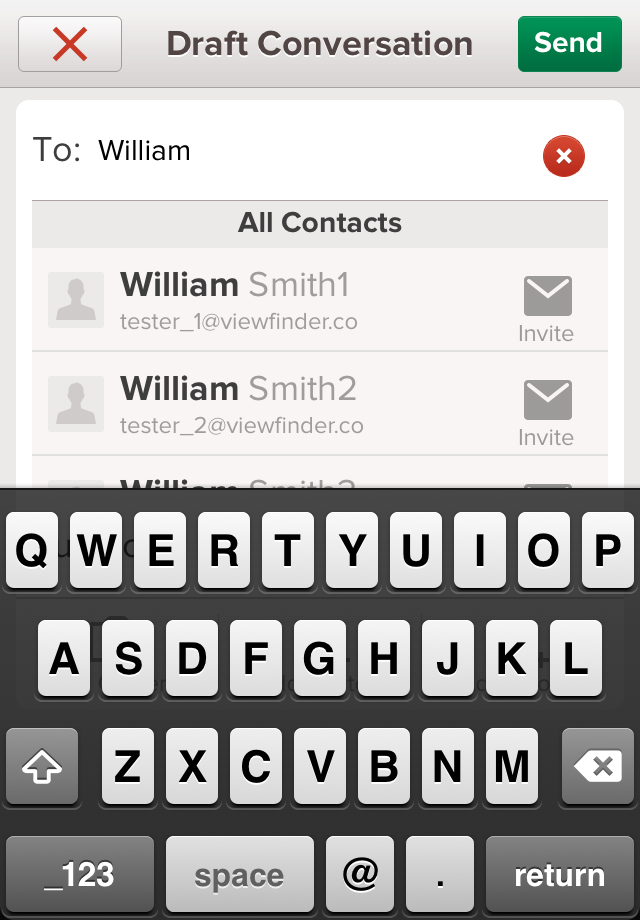 Draft Conversation
Send
To: William
All Contacts
William Smith1
tester_1@viewfinder.co
Invite
William Smith2
tester_2@viewfinder.co
Invite
William
Q W E R T Y U I O P
A S D F G H J K L
Z X C V B N M
_123 space @ . return